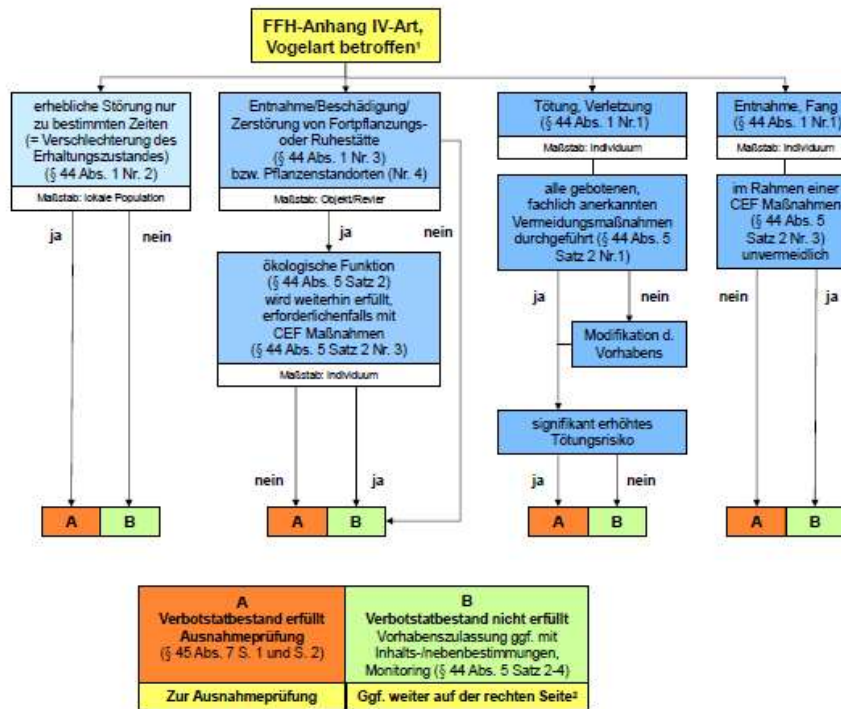 FFH-Anhang IV-Art,
Vogelart betroffen¹
erhebliche Störung nur
zu bestimmten Zeiten
(= Verschlechterung des
Erhaltungszustandes)
(§ 44 Abs. 1 Nr. 2)
Maßstab: lokale Population
ja
nein
A
B
Entnahme/Beschädigung/
Zerstörung von Fortpflanzungs-
oder Ruhestätte
(§ 44 Abs. 1 Nr. 3)
bzw. Pflanzenstandorten (Nr. 4)
Maßstab: Objekt/Revier
ja
nein
ökologische Funktion
(§ 44 Abs. 5 Satz 2)
wird weiterhin erfüllt,
erforderlichenfalls mit
CEF Maßnahmen
(§ 44 Abs. 5 Satz 2 Nr. 3)
Maßstab: Individuum
nein
ja
A
B
Tötung, Verletzung
(§ 44 Abs. 1 Nr.1)
Maßstab: Individuum
alle gebotenen,
fachlich anerkannten
Vermeidungsmaßnahmen
durchgeführt (§ 44 Abs. 5
Satz 2 Nr.1)
ja
nein
Modifikation d.
Vorhabens
signifikant erhöhtes
Tötungsrisiko
ja
nein
A
B
Entnahme, Fang
(§ 44 Abs. 1 Nr.1)
Maßstab: Individuum
im Rahmen einer
CEF Maßnahmen
(§ 44 Abs. 5
Satz 2 Nr. 3)
unvermeidlich
nein
ja
A
B
A
Verbotstatbestand erfüllt
Ausnahmeprüfung
(§ 45 Abs. 7 S. 1 und S. 2)
Zur Ausnahmeprüfung
B
Verbotstatbestand nicht erfüllt
Vorhabenszulassung ggf. mit
Inhalts-/nebenbestimmungen,
Monitoring (§ 44 Abs. 5 Satz 2-4)
Ggf. weiter auf der rechten Seite²